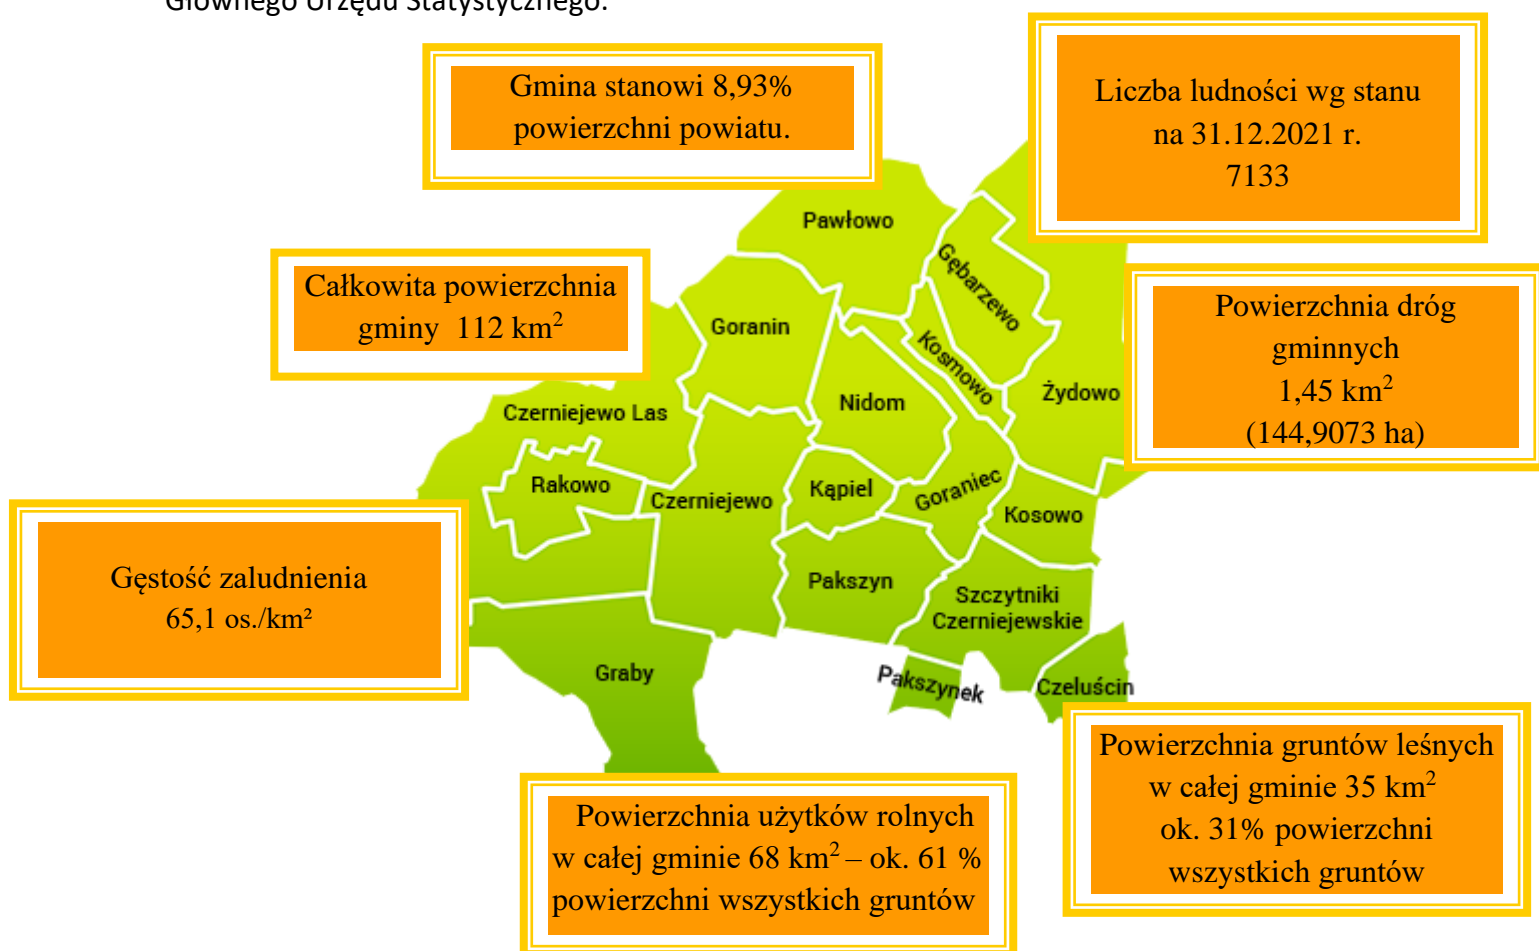 Głównego Urzędu Statystycznego.
Gmina stanowi 8,93%
powierzchni powiatu.
Liczba ludności wg stanu
na 31.12.2021 r.
7133
Całkowita powierzchnia
gminy 112 km²
Powierzchnia dróg
gminnych
1,45 km²
(144,9073 ha)
Pawłowo
Gębarzewo
Goranin
Kosmowo
Nidom
Żydowo
Czerniejewo Las
Rakowo
Czerniejewo
Kąpiel
Goraniec
Kosowo
Gęstość zaludnienia
65,1 os./km²
Pakszyn
Szczytniki
Czerniejewskie
Graby
Pakszynek
Czeluścin
Powierzchnia użytków rolnych
w całej gminie 68 km² – ok. 61 %
powierzchni wszystkich gruntów
Powierzchnia gruntów leśnych
w całej gminie 35 km²
ok. 31% powierzchni
wszystkich gruntów